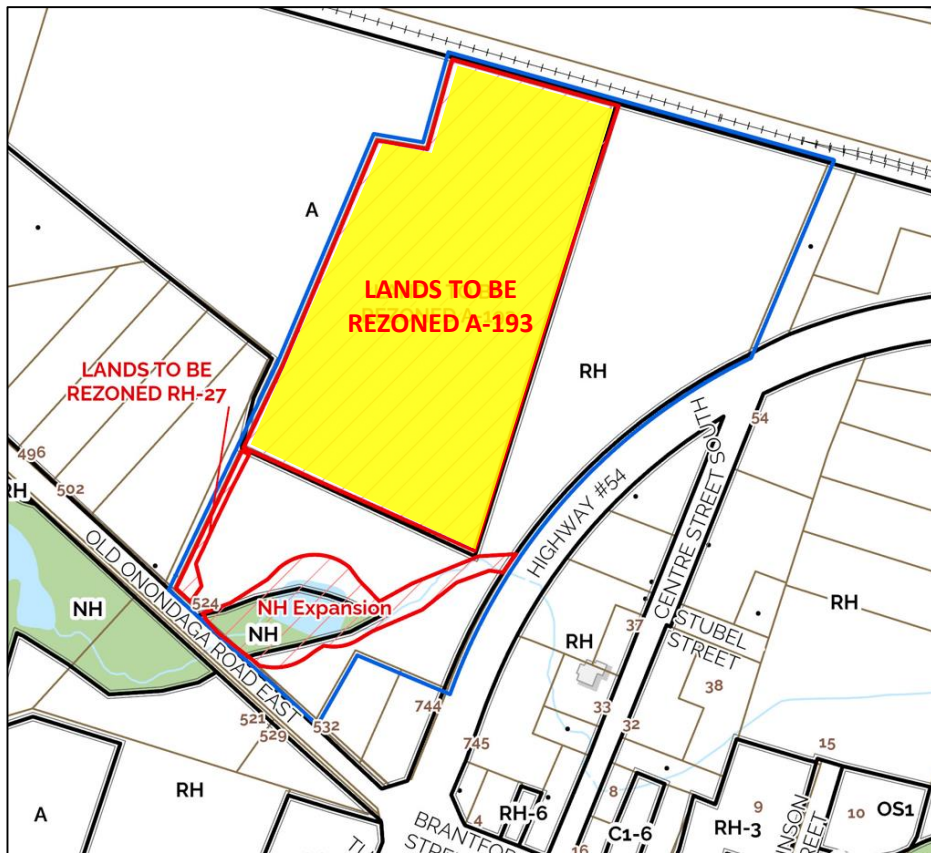 A
LANDS TO BE
REZONED A-193
LANDS TO BE
REZONED RH-27
RH
54
HIGHWAY #54
CENTRE STREET SOUTH
496
502
RH
OLD ONONDAGA ROAD EAST
524
NH Expansion
NH
NH
RH
37
STUBEL
STREET
RH
38
33
32
744
745
532
521
529
RH
A
15
8
9
10
OS1
RH-3
RH-6
C1-6
4
16